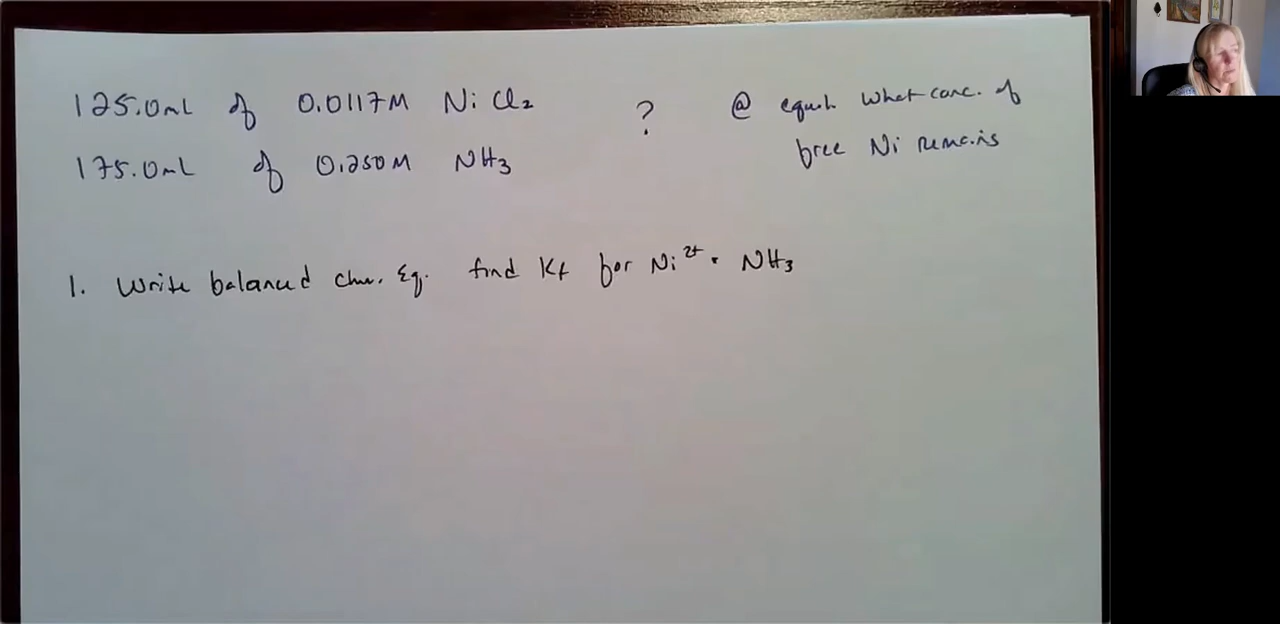 125.0mL of 0.0117M NiCl₂ ? @ equil. What conc. of
free Ni remains
175.0mL of 0.250M NH₃
1. Write balanced chm. Eq. find Kf for Ni²⁺ • NH₃